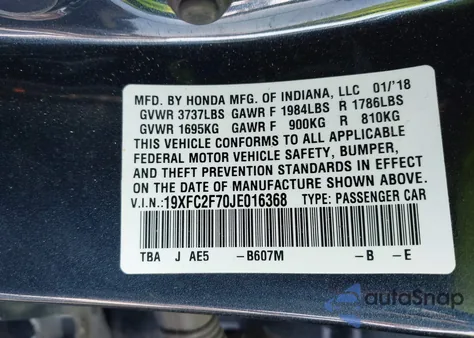 MFD. BY HONDA MFG. OF INDIANA, LLC 01/'18
GVWR 3737LBS GAWR F 1984LBS R 1786LBS
GVWR 1695KG GAWR F 900KG R 810KG
THIS VEHICLE CONFORMS TO ALL APPLICABLE
FEDERAL MOTOR VEHICLE SAFETY, BUMPER,
AND THEFT PREVENTION STANDARDS IN EFFECT
ON THE DATE OF MANUFACTURE SHOWN ABOVE.
V.I.N.: 19XFC2F70JE016368 TYPE: PASSENGER CAR
TBA J AE5 -B607M -B -E
autoSnap